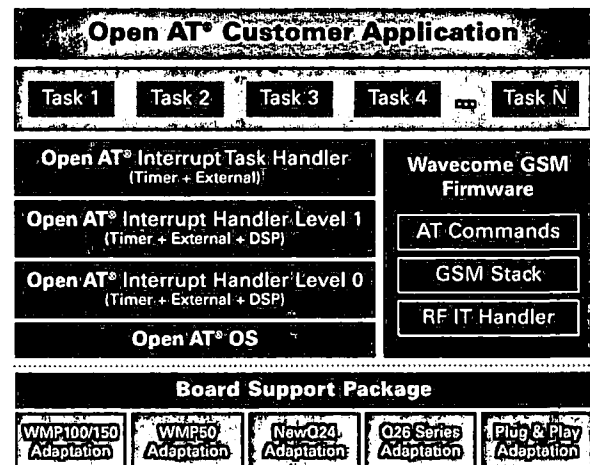 Open AT® Customer Application
Task 1 Task 2 Task 3 Task 4 ... Task N
Open AT® Interrupt Task Handler
(Timer + External)
Open AT® Interrupt Handler Level 1
(Timer + External + DSP)
Open AT® Interrupt Handler Level 0
(Timer + External + DSP)
Open AT® OS
Wavecome GSM
Firmware
AT Commands
GSM Stack
RF IT Handler
Board Support Package
WMP100/150
Adaptation
WMP50
Adaptation
NewQ24
Adaptation
Q26 Series
Adaptation
Plug & Play
Adaptation